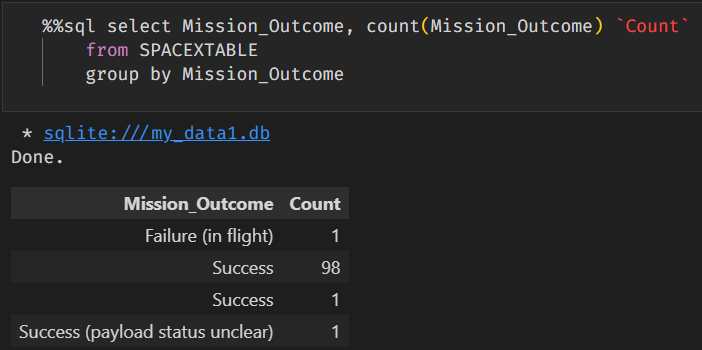 %%sql select Mission_Outcome, count(Mission_Outcome) `Count`
from SPACEXTABLE
group by Mission_Outcome
* sqlite:///my_data1.db
Done.
Mission_Outcome Count
Failure (in flight) 1
Success 98
Success 1
Success (payload status unclear) 1